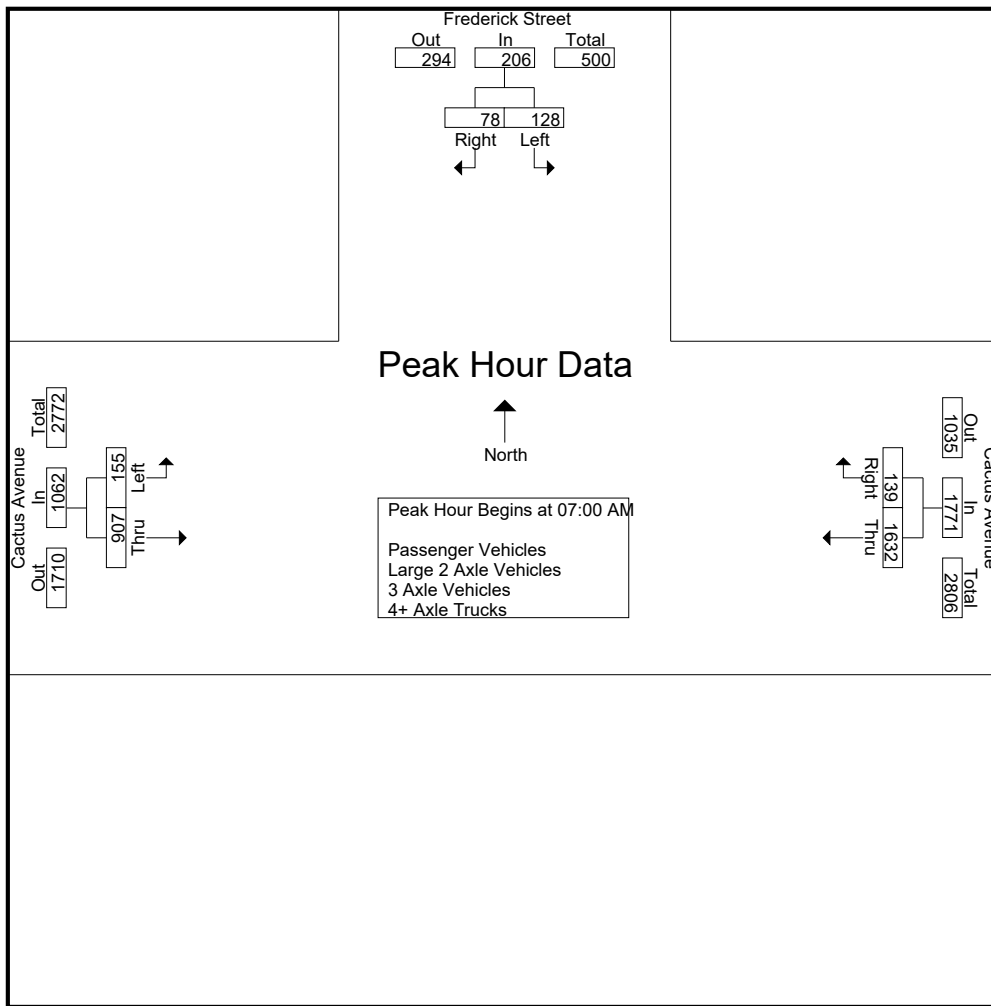 Frederick Street
Out In Total
294 206 500
78 128
Right Left
Peak Hour Data
North
Cactus Avenue
Total In Out
2772 1062 1710
155 907
Left Thru
Cactus Avenue
Out In Total
1035 1771 2806
139 1632
Right Thru
Peak Hour Begins at 07:00 AM
Passenger Vehicles
Large 2 Axle Vehicles
3 Axle Vehicles
4+ Axle Trucks